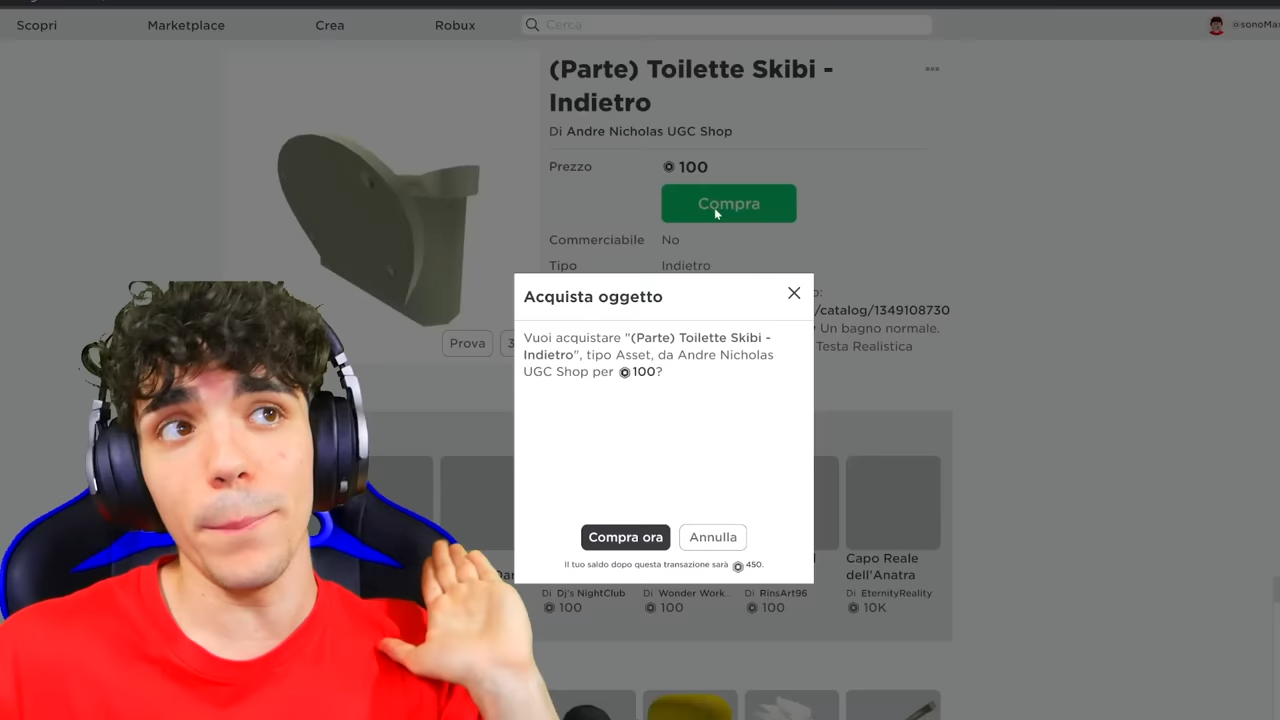 Scopri
Marketplace
Crea
Robux
Cerca
(Parte) Toilette Skibi -
Indietro
Di Andre Nicholas UGC Shop
Prezzo
100
Compra
Commerciabile
No
Tipo
Indietro
/catalog/1349108730
Un bagno normale.
Testa Realistica
Prova
Acquista oggetto
Vuoi acquistare "(Parte) Toilette Skibi -
Indietro", tipo Asset, da Andre Nicholas
UGC Shop per 100?
Compra ora
Annulla
Il tuo saldo dopo questa transazione sarà 450.
Di Dj's NightClub
100
Di Wonder Work...
100
Di RinsArt96
100
Capo Reale
dell'Anatra
Di EternityReality
10K